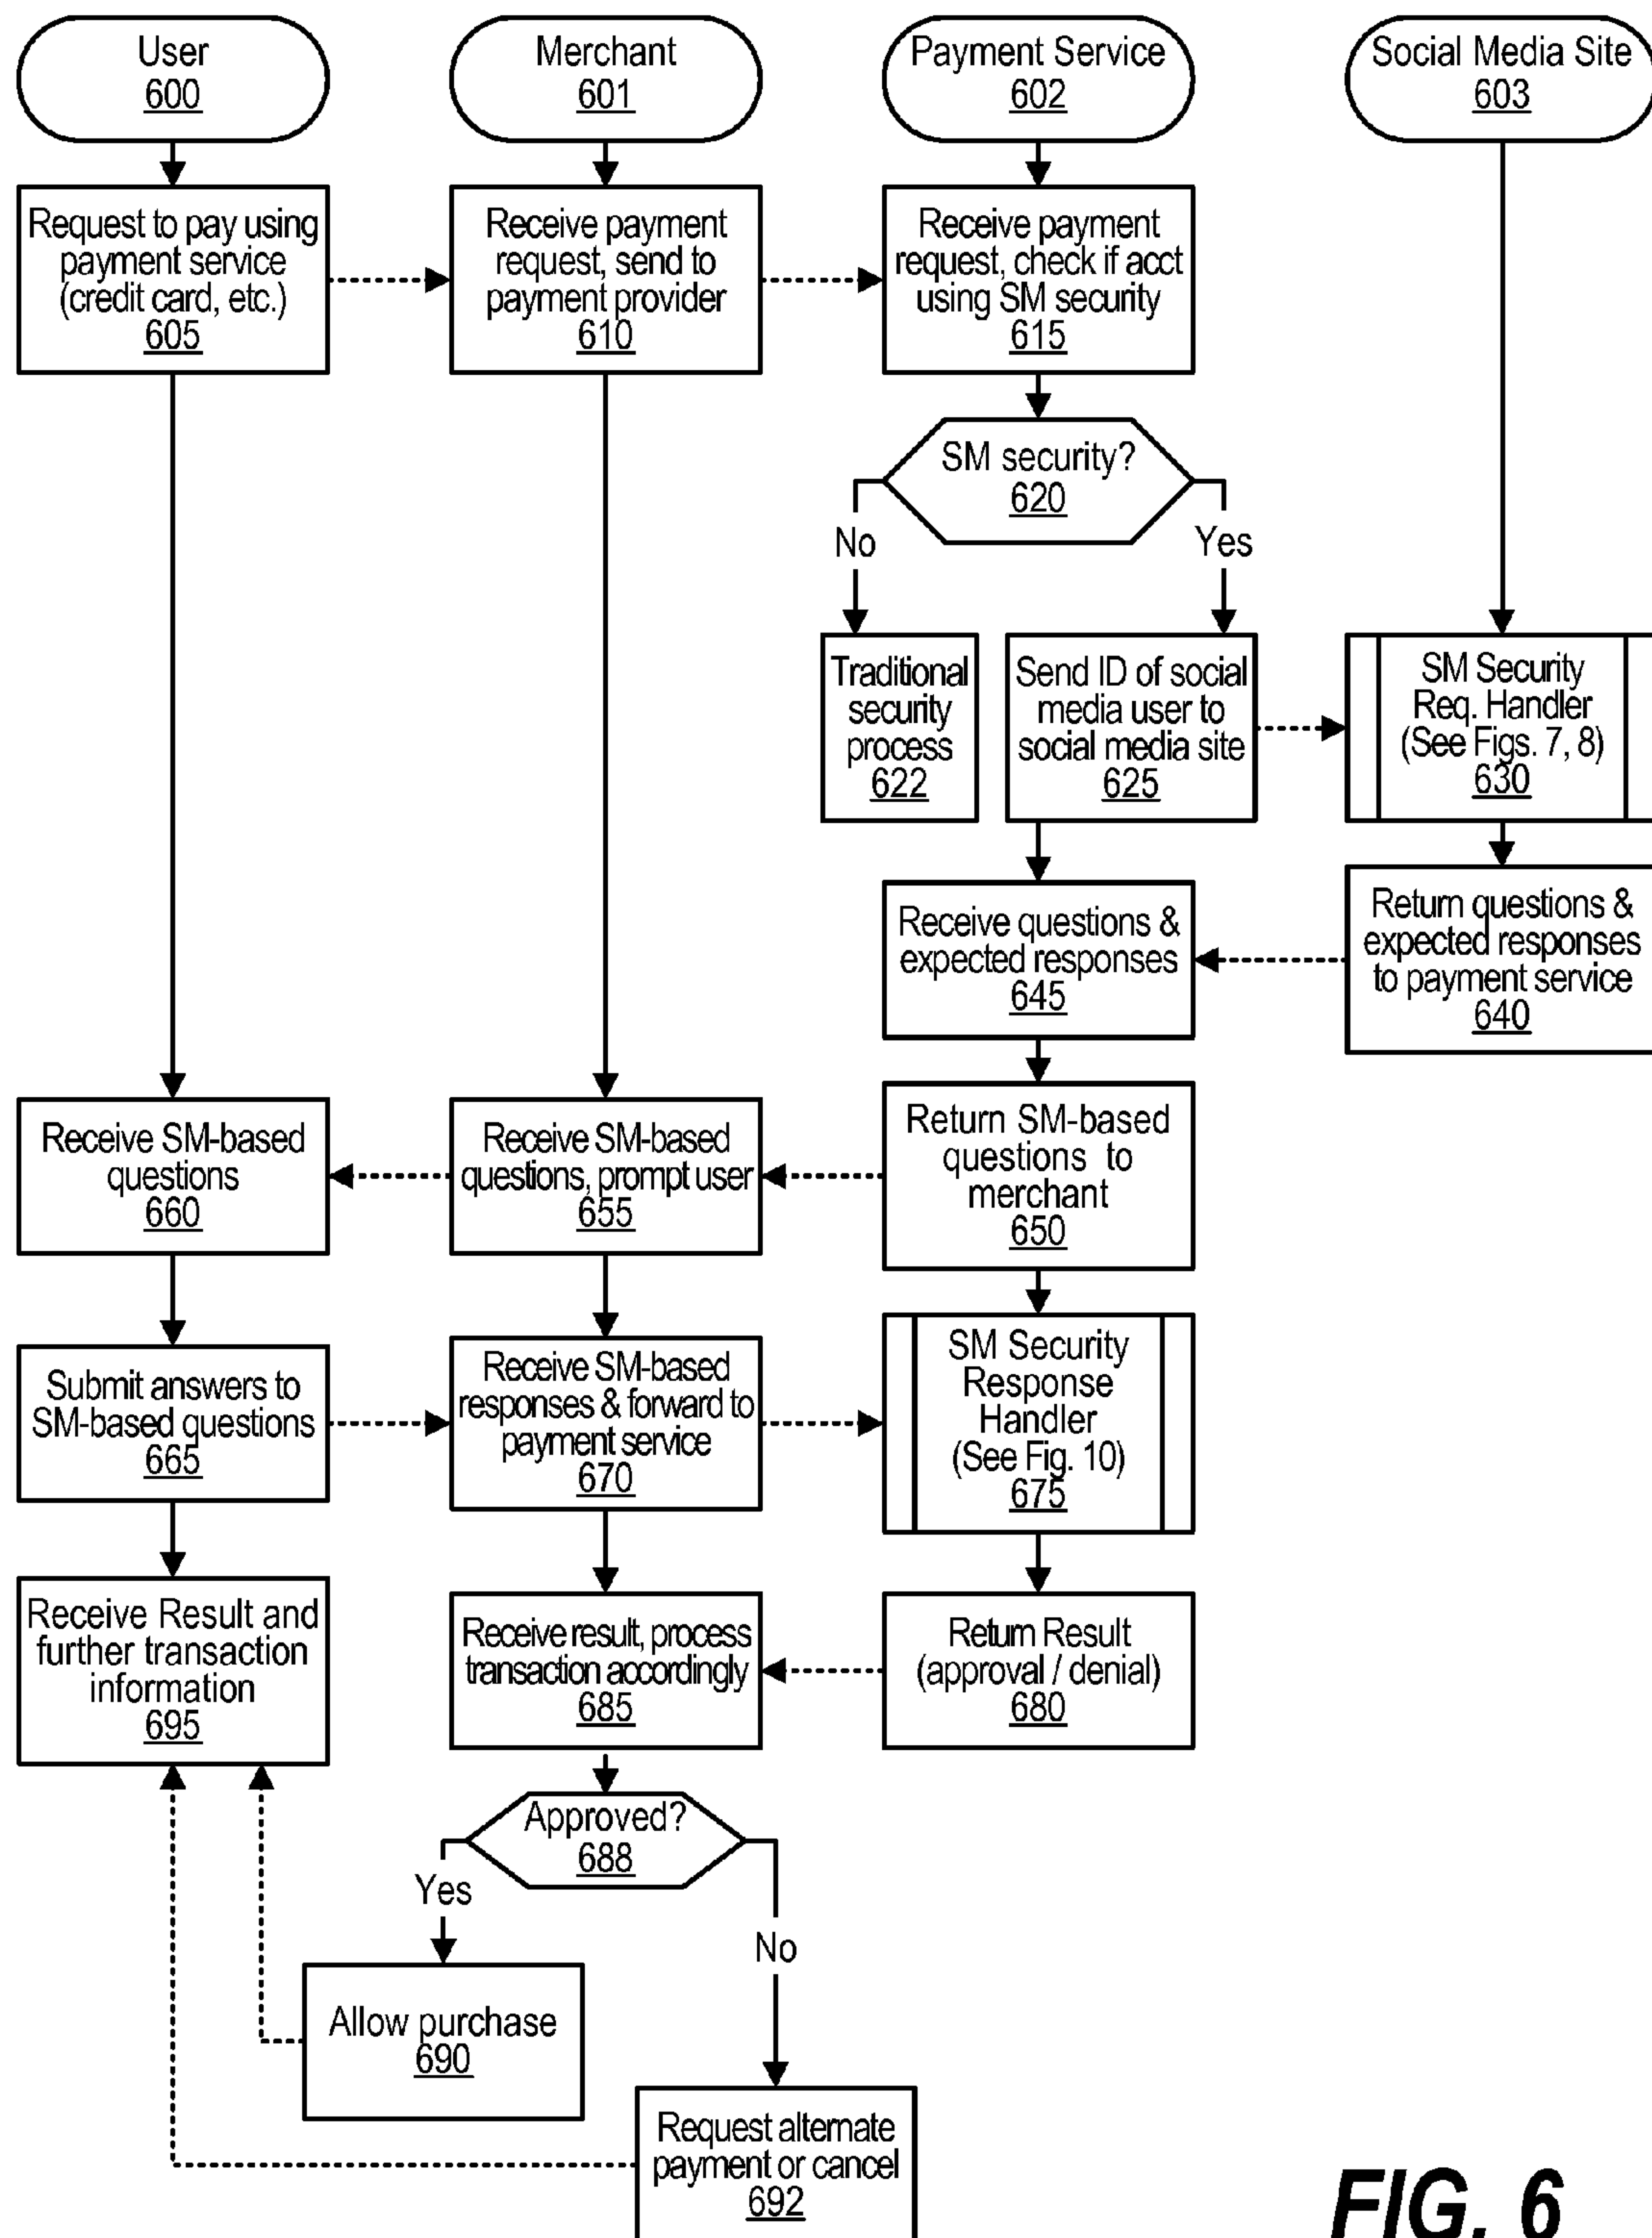 User
600
Merchant
601
Payment Service
602
Social Media Site
603
Request to pay using
payment service
(credit card, etc.)
605
Receive payment
request, send to
payment provider
610
Receive payment
request, check if acct
using SM security
615
SM security?
620
No
Yes
Traditional
security
process
622
Send ID of social
media user to
social media site
625
SM Security
Req. Handler
(See Figs. 7, 8)
630
Receive questions &
expected responses
645
Return questions &
expected responses
to payment service
640
Receive SM-based
questions
660
Receive SM-based
questions, prompt user
655
Return SM-based
questions to
merchant
650
Submit answers to
SM-based questions
665
Receive SM-based
responses & forward to
payment service
670
SM Security
Response
Handler
(See Fig. 10)
675
Receive Result and
further transaction
information
695
Receive result, process
transaction accordingly
685
Return Result
(approval / denial)
680
Approved?
688
Yes
No
Allow purchase
690
Request alternate
payment or cancel
692
FIG. 6